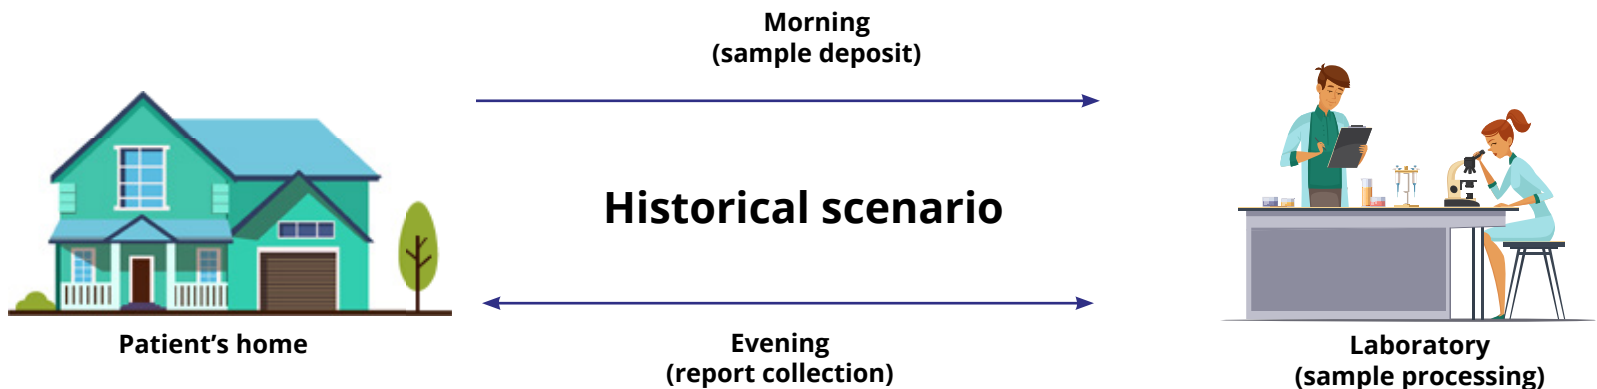 Morning
(sample deposit)
Historical scenario
Patient’s home
Evening
(report collection)
Laboratory
(sample processing)